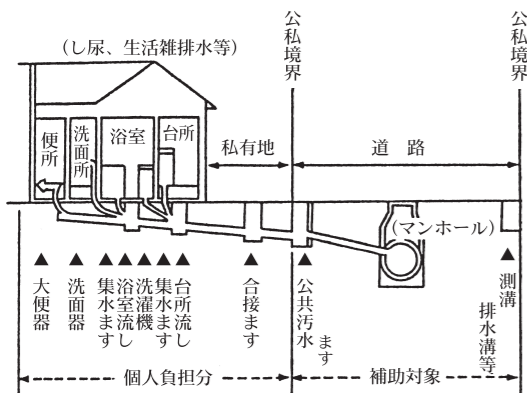 (し尿、生活雑排水等)
公私境界
公私境界
便所
洗面所
浴室
台所
私有地
道路
(マンホール)
大便器
洗面器
集水ます
浴室流し
洗濯機
集水ます
台所流し
合接ます
公共汚水ます
測溝
排水溝等
個人負担分
補助対象